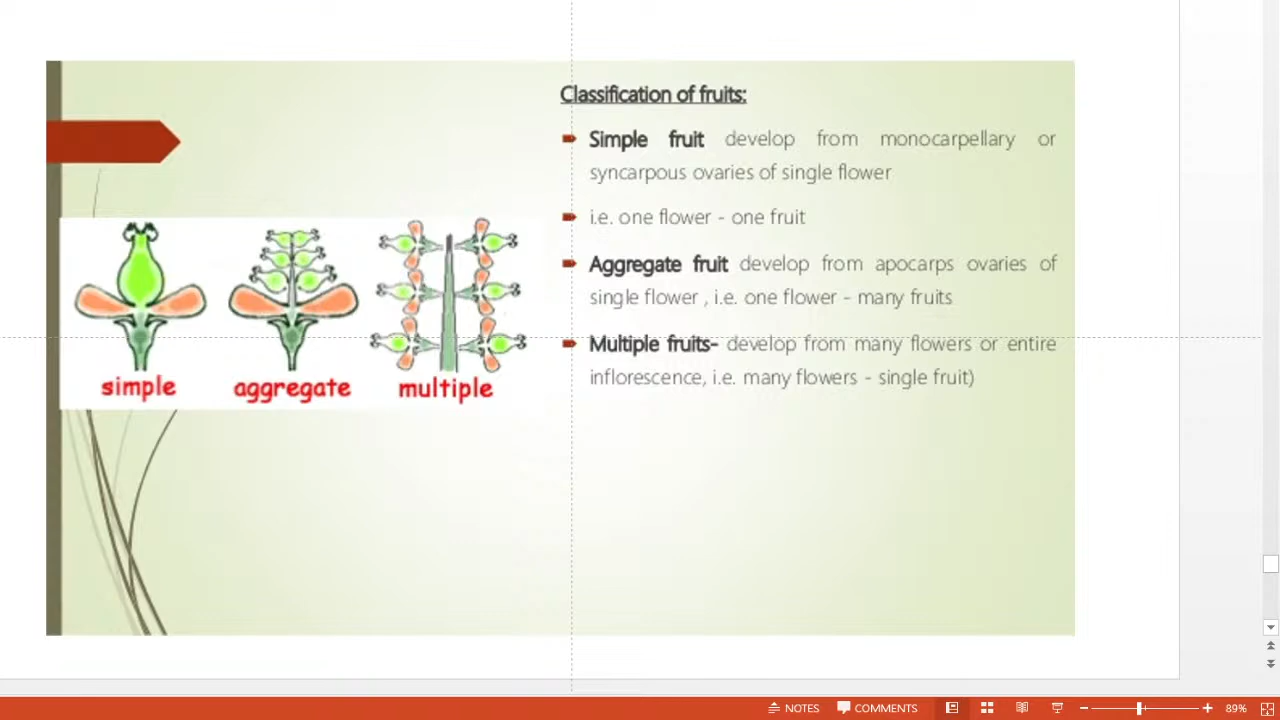 Classification of fruits:
Simple fruit develop from monocarpellary or
syncarpous ovaries of single flower
i.e. one flower - one fruit
Aggregate fruit develop from apocarps ovaries of
single flower , i.e. one flower - many fruits
Multiple fruits- develop from many flowers or entire
inflorescence, i.e. many flowers - single fruit)
simple aggregate multiple
NOTES COMMENTS 89%